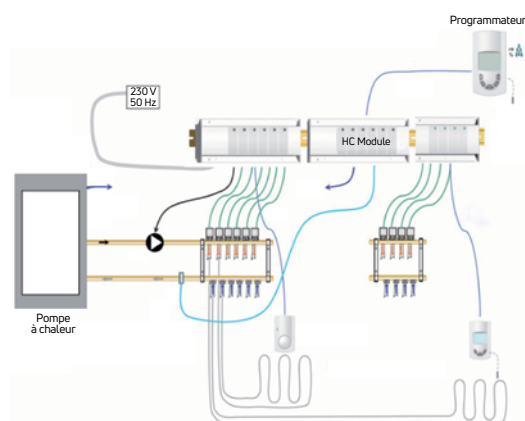 Programmateur
230 V
50 Hz
HC Module
Pompe
à chaleur